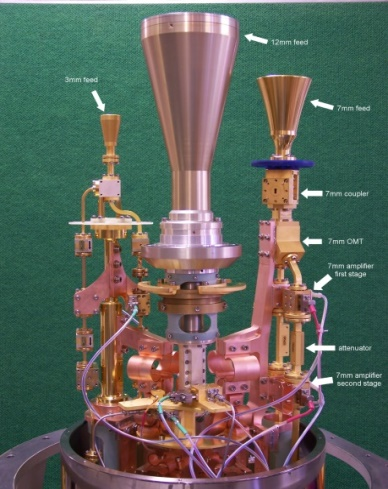 12mm feed
3mm feed
7mm feed
7mm coupler
7mm OMT
7mm amplifier
first stage
attenuator
7mm amplifier
second stage